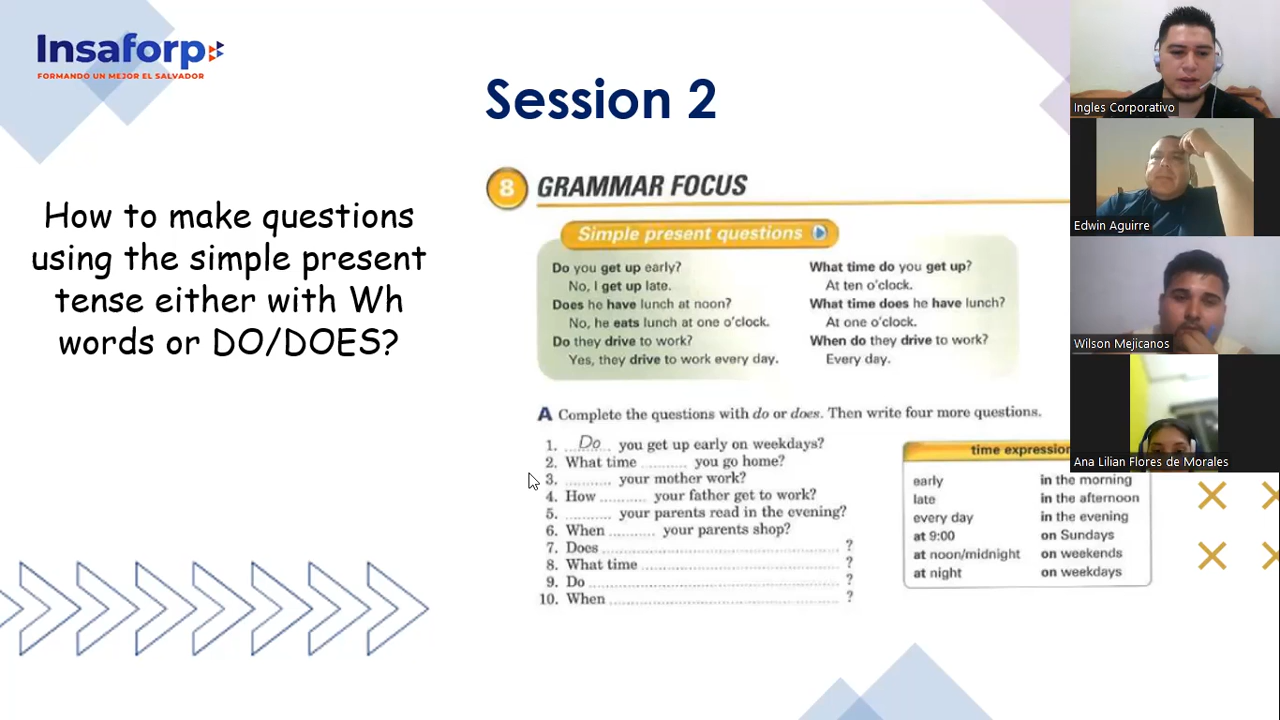 Insaforp
FORMANDO UN MEJOR EL SALVADOR
Session 2
How to make questions
using the simple present
tense either with Wh
words or DO/DOES?
8 GRAMMAR FOCUS
Simple present questions
Do you get up early?
No, I get up late.
Does he have lunch at noon?
No, he eats lunch at one o'clock.
Do they drive to work?
Yes, they drive to work every day.
What time do you get up?
At ten o'clock.
What time does he have lunch?
At one o'clock.
When do they drive to work?
Every day.
A Complete the questions with do or does. Then write four more questions.
1. Do you get up early on weekdays?
2. What time ........ you go home?
3. ........ your mother work?
4. How ........ your father get to work?
5. ........ your parents read in the evening?
6. When ........ your parents shop?
7. Does ........ ?
8. What time ........ ?
9. Do ........ ?
10. When ........ ?
time expression
early
late
every day
at 9:00
at noon/midnight
at night
in the morning
in the afternoon
in the evening
on Sundays
on weekends
on weekdays
Ingles Corporativo
Edwin Aguirre
Wilson Mejicanos
Ana Lilian Flores de Morales